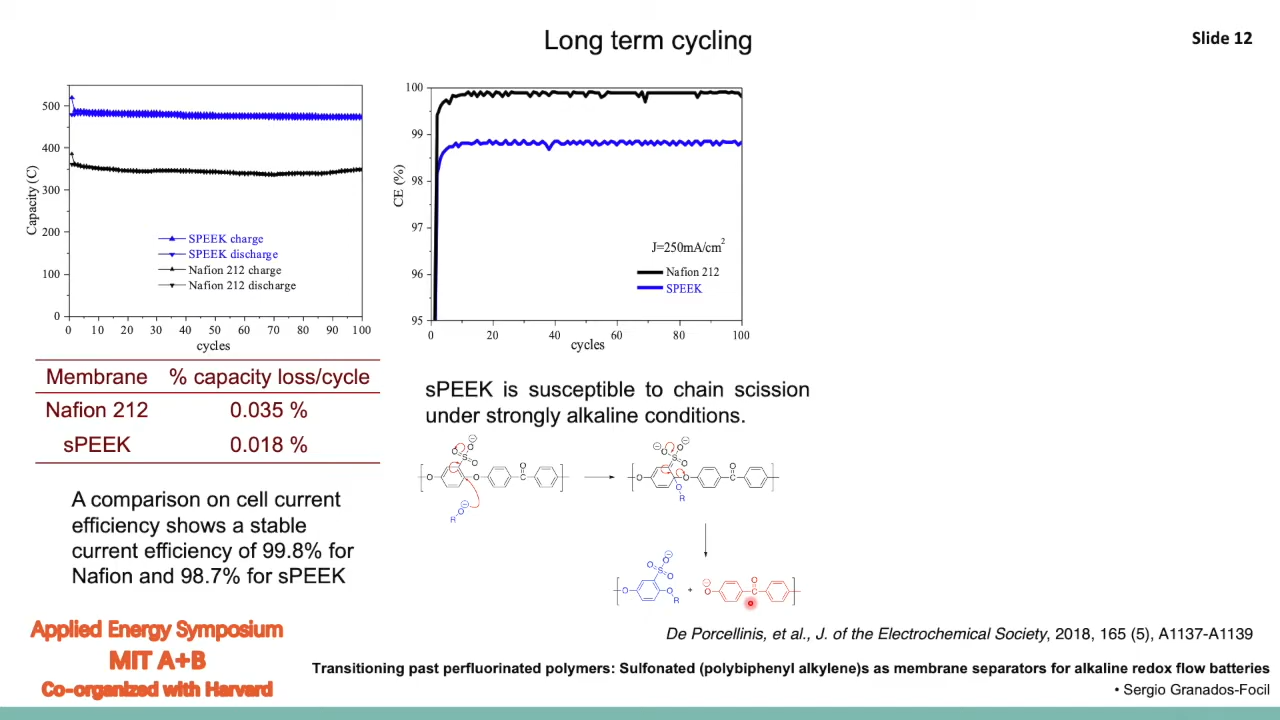 Long term cycling
Slide 12
Capacity (C)
500
400
300
200
100
0
SPEEK charge
SPEEK discharge
Nafion 212 charge
Nafion 212 discharge
0 10 20 30 40 50 60 70 80 90 100
cycles
CE (%)
100
99
98
97
96
95
J=250mA/cm2
Nafion 212
SPEEK
0 20 40 60 80 100
cycles
Membrane % capacity loss/cycle
Nafion 212 0.035 %
sPEEK 0.018 %
A comparison on cell current
efficiency shows a stable
current efficiency of 99.8% for
Nafion and 98.7% for sPEEK
sPEEK is susceptible to chain scission
under strongly alkaline conditions.
O O S O O O
R O
O O S O O O O R
O O S O O O R + O O C
De Porcellinis, et al., J. of the Electrochemical Society, 2018, 165 (5), A1137-A1139
Applied Energy Symposium
MIT A+B
Co-organized with Harvard
Transitioning past perfluorinated polymers: Sulfonated (polybiphenyl alkylene)s as membrane separators for alkaline redox flow batteries
• Sergio Granados-Focil